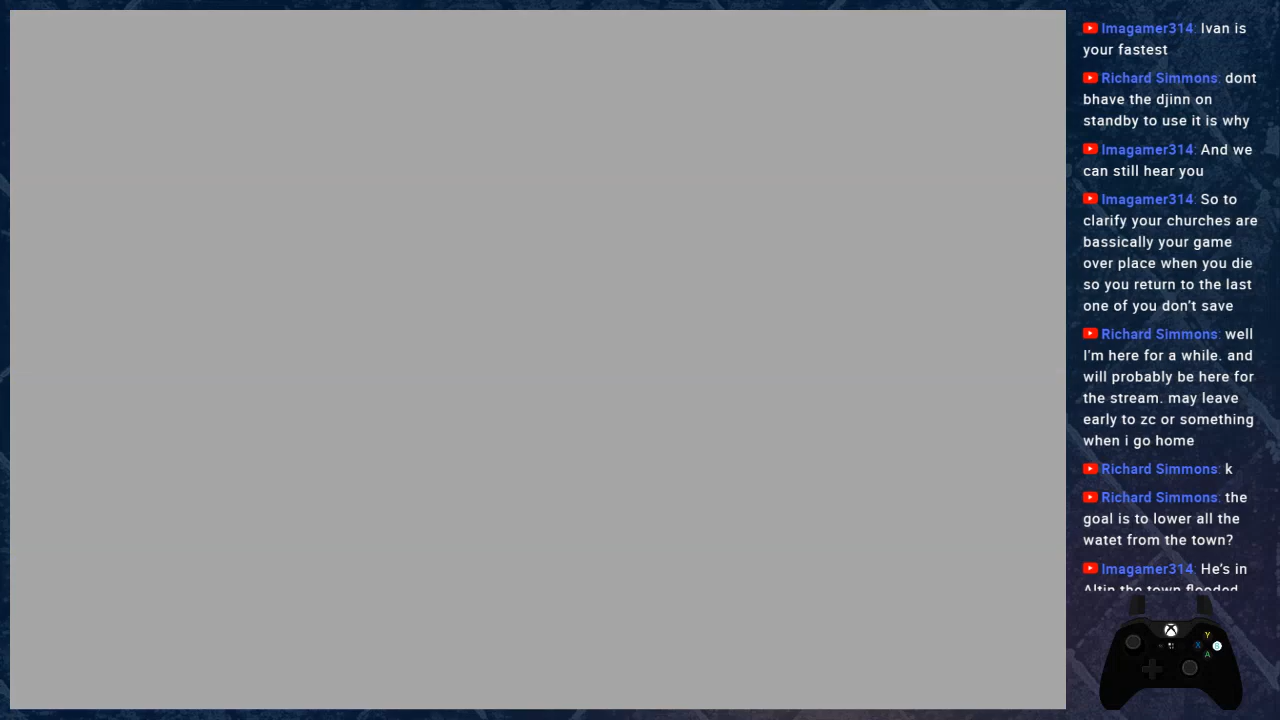 Imagamer314: Ivan is
your fastest
Richard Simmons: dont
bhave the djinn on
standby to use it is why
Imagamer314: And we
can still hear you
Imagamer314: So to
clarify your churches are
bassically your game
over place when you die
so you return to the last
one of you don't save
Richard Simmons: well
I'm here for a while. and
will probably be here for
the stream. may leave
early to zc or something
when i go home
Richard Simmons: k
Richard Simmons: the
goal is to lower all the
watet from the town?
Imagamer314: He's in
Altin the town flooded
Y
X
A